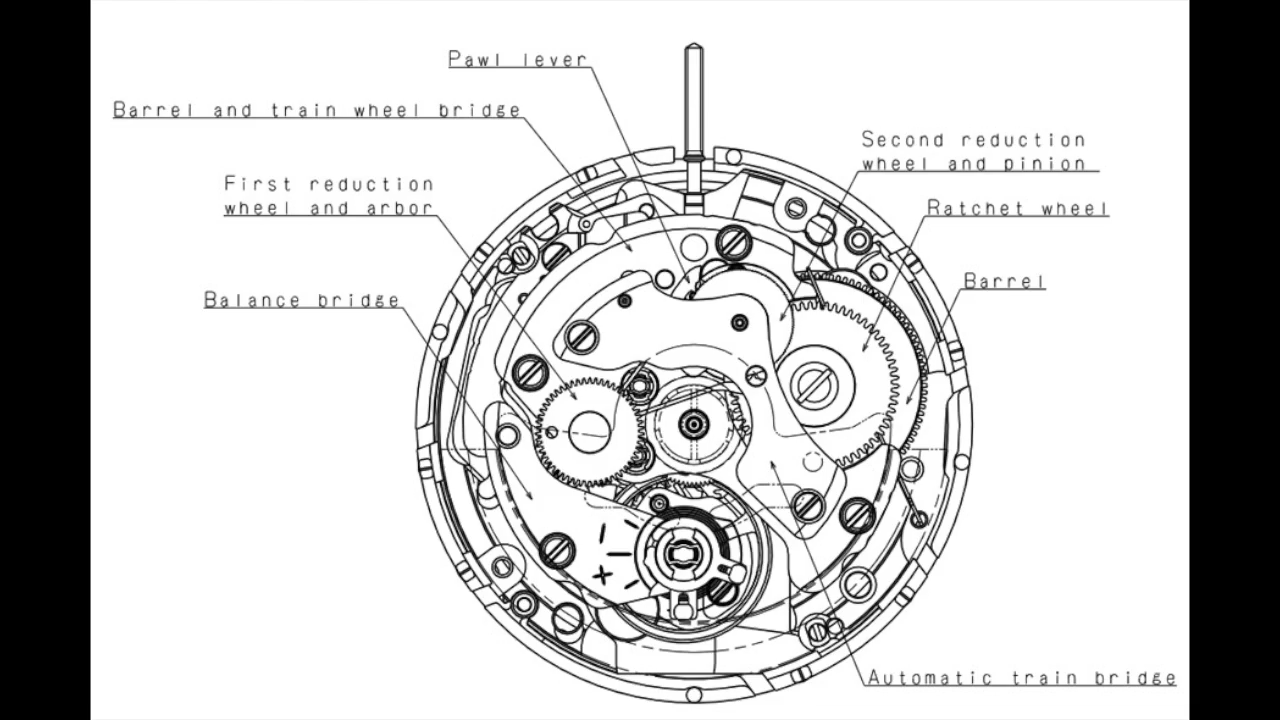 Pawl lever
Barrel and train wheel bridge
Second reduction
wheel and pinion
First reduction
wheel and arbor
Ratchet wheel
Barrel
Balance bridge
Automatic train bridge